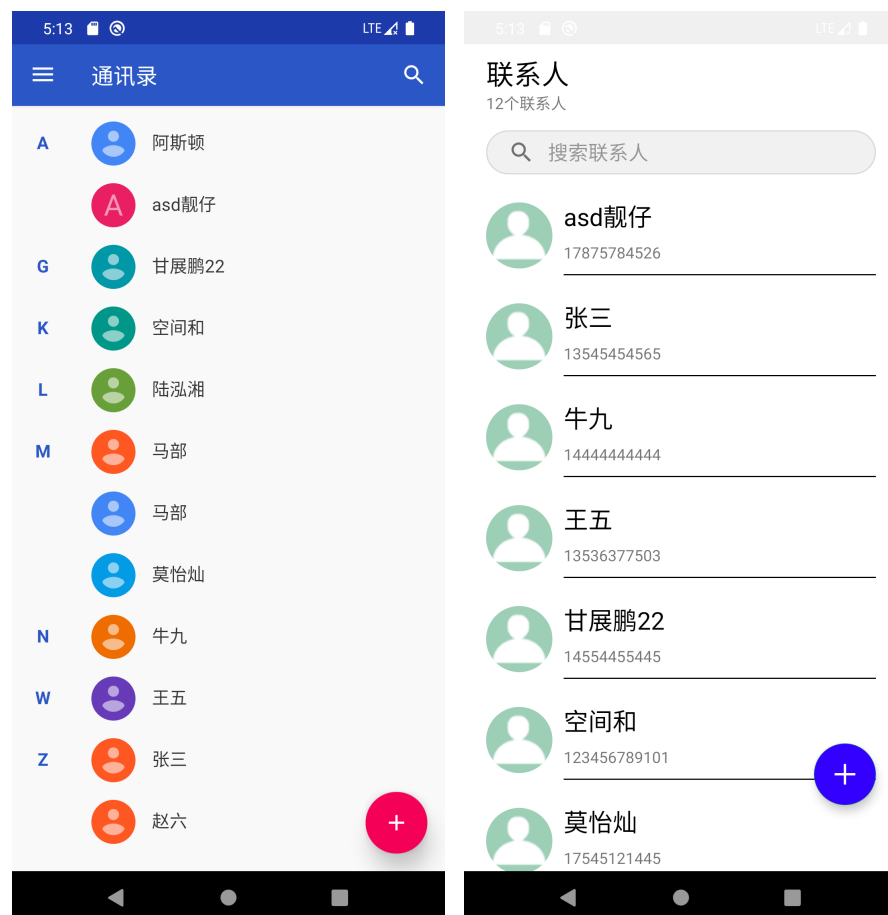 5:13 LTE
通讯录
A 阿斯顿
A asd靓仔
G 甘展鹏22
K 空间和
L 陆泓湘
M 马部
马部
莫怡灿
N 牛九
W 王五
Z 张三
赵六
5:13 LTE
联系人
12个联系人
搜索联系人
asd靓仔
17875784526
张三
13545454565
牛九
14444444444
王五
13536377503
甘展鹏22
14554455445
空间和
123456789101
莫怡灿
17545121445